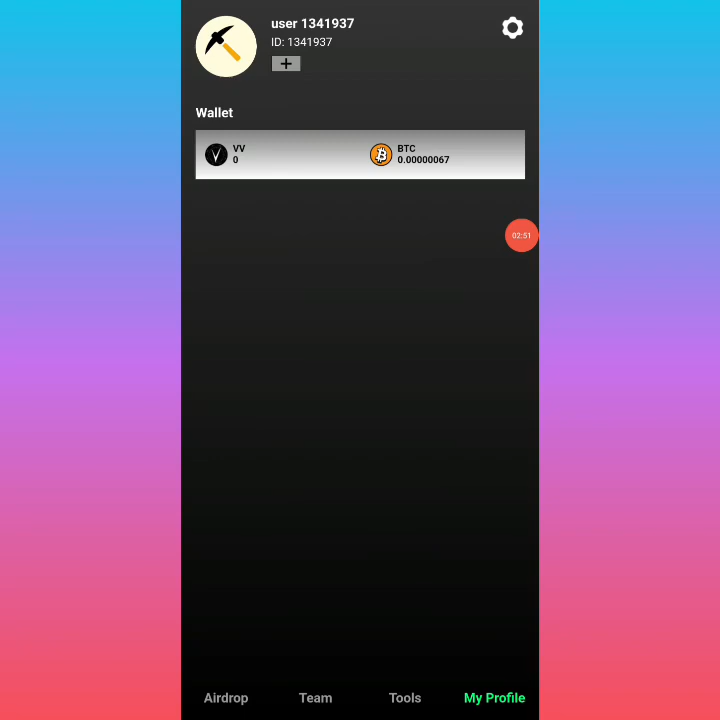 user 1341937
ID: 1341937
+
Wallet
VV
0
BTC
0.00000067
02:51
Airdrop
Team
Tools
My Profile